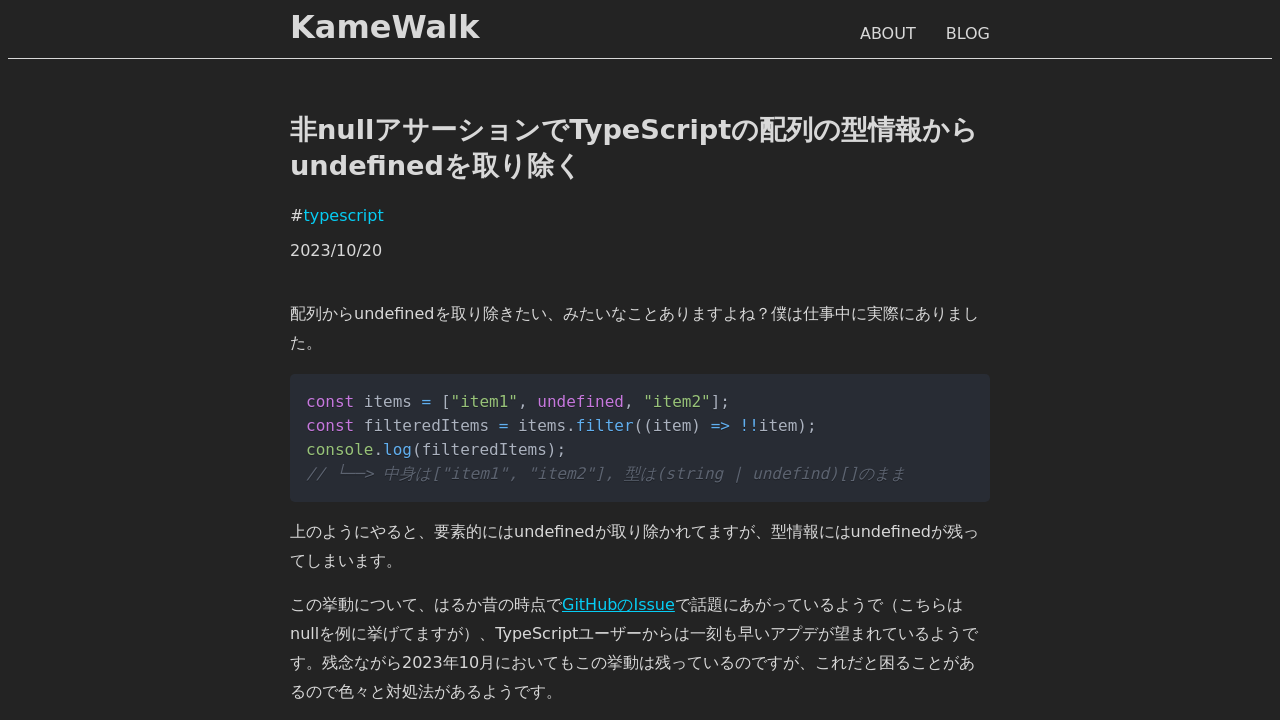 KameWalk
ABOUT BLOG
非nullアサーションでTypeScriptの配列の型情報から
undefinedを取り除く
#typescript
2023/10/20
配列からundefinedを取り除きたい、みたいなことありますよね？僕は仕事中に実際にありまし
た。
const items = ["item1", undefined, "item2"];
const filteredItems = items.filter((item) => !!item);
console.log(filteredItems);
// └──> 中身は["item1", "item2"], 型は(string | undefind)[]のまま
上のようにやると、要素的にはundefinedが取り除かれてますが、型情報にはundefinedが残っ
てしまいます。
この挙動について、はるか昔の時点でGitHubのIssueで話題にあがっているようで（こちらは
nullを例に挙げてますが）、TypeScriptユーザーからは一刻も早いアプデが望まれているようで
す。残念ながら2023年10月においてもこの挙動は残っているのですが、これだと困ることがあ
るので色々と対処法があるようです。